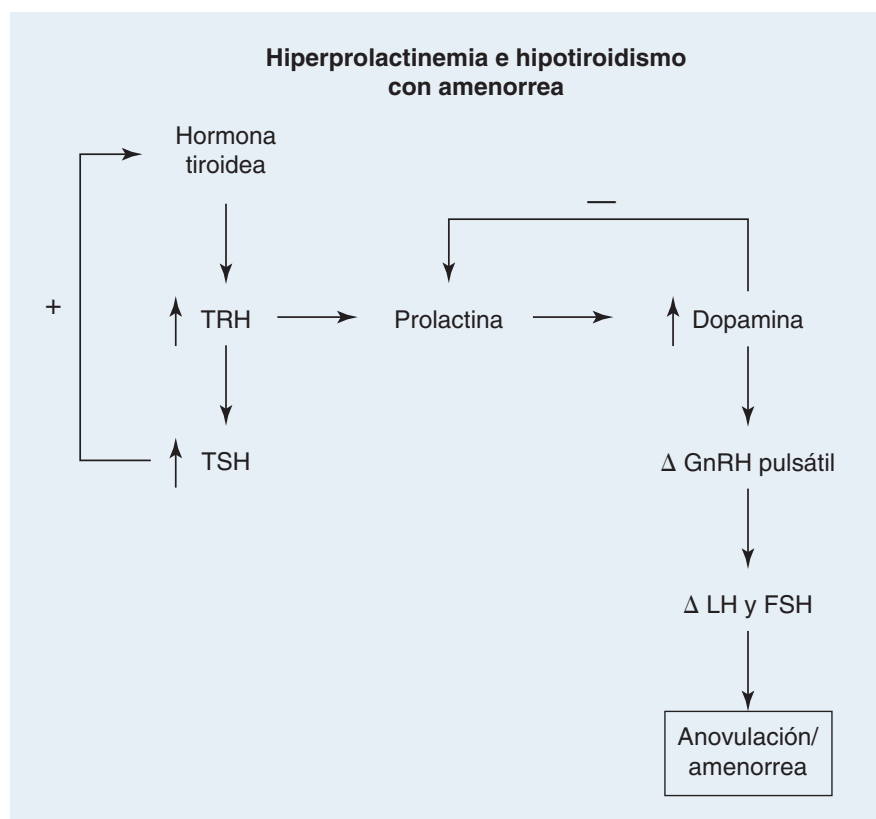 Hiperprolactinemia e hipotiroidismo
con amenorrea
Hormona
tiroidea
—
+
TRH
Prolactina
Dopamina
TSH
Δ GnRH pulsátil
Δ LH y FSH
Anovulación/
amenorrea